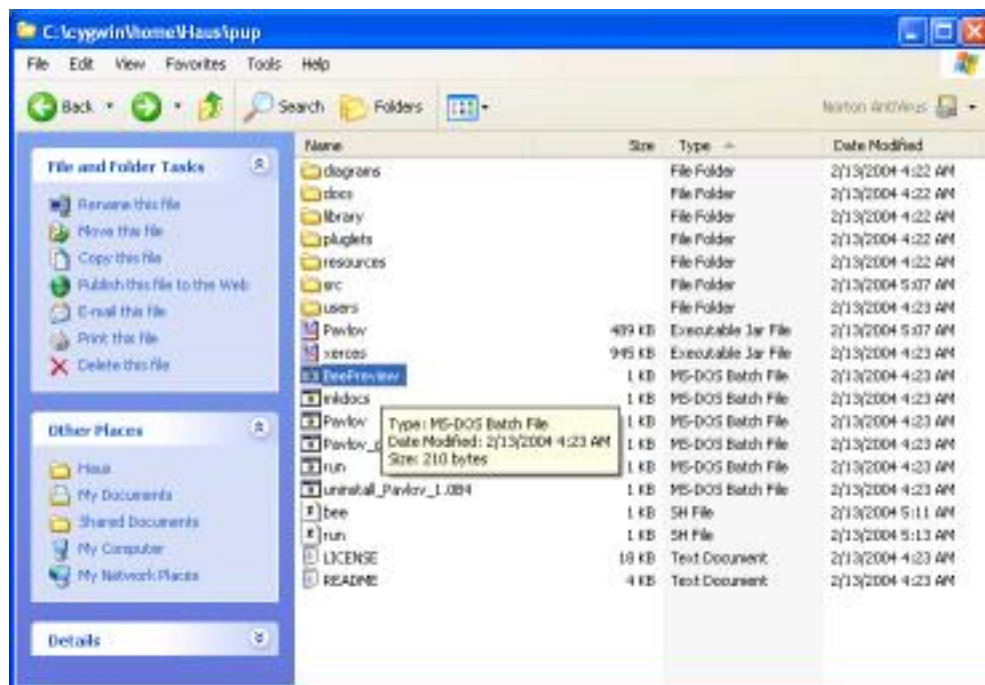 C:\cygwin\home\Haus\pup
File Edit View Favorites Tools Help
Back Search Folders Norton AntiVirus
Name Size Type Date Modified
File and Folder Tasks
Rename this file
Move this file
Copy this file
Publish this file to the Web
E-mail this file
Print this file
Delete this file
Other Places
Haus
My Documents
Shared Documents
My Computer
My Network Places
Details
diagrams File Folder 2/13/2004 4:22 AM
docs File Folder 2/13/2004 4:22 AM
library File Folder 2/13/2004 4:22 AM
pluglets File Folder 2/13/2004 4:22 AM
resources File Folder 2/13/2004 4:22 AM
src File Folder 2/13/2004 5:07 AM
users File Folder 2/13/2004 4:23 AM
Pavlov 489 KB Executable Jar File 2/13/2004 5:07 AM
xerces 945 KB Executable Jar File 2/13/2004 4:23 AM
BeePreview 1 KB MS-DOS Batch File 2/13/2004 4:23 AM
mkdocs 1 KB MS-DOS Batch File 2/13/2004 4:23 AM
Pavlov 1 KB MS-DOS Batch File 2/13/2004 4:23 AM
Pavlov_ 1 KB MS-DOS Batch File 2/13/2004 4:23 AM
run 1 KB MS-DOS Batch File 2/13/2004 4:23 AM
uninstall_Pavlov_1.0B4 1 KB MS-DOS Batch File 2/13/2004 4:23 AM
bee 1 KB SH File 2/13/2004 5:11 AM
run 1 KB SH File 2/13/2004 5:13 AM
LICENSE 18 KB Text Document 2/13/2004 4:23 AM
README 4 KB Text Document 2/13/2004 4:23 AM
Type: MS-DOS Batch File
Date Modified: 2/13/2004 4:23 AM
Size: 210 bytes